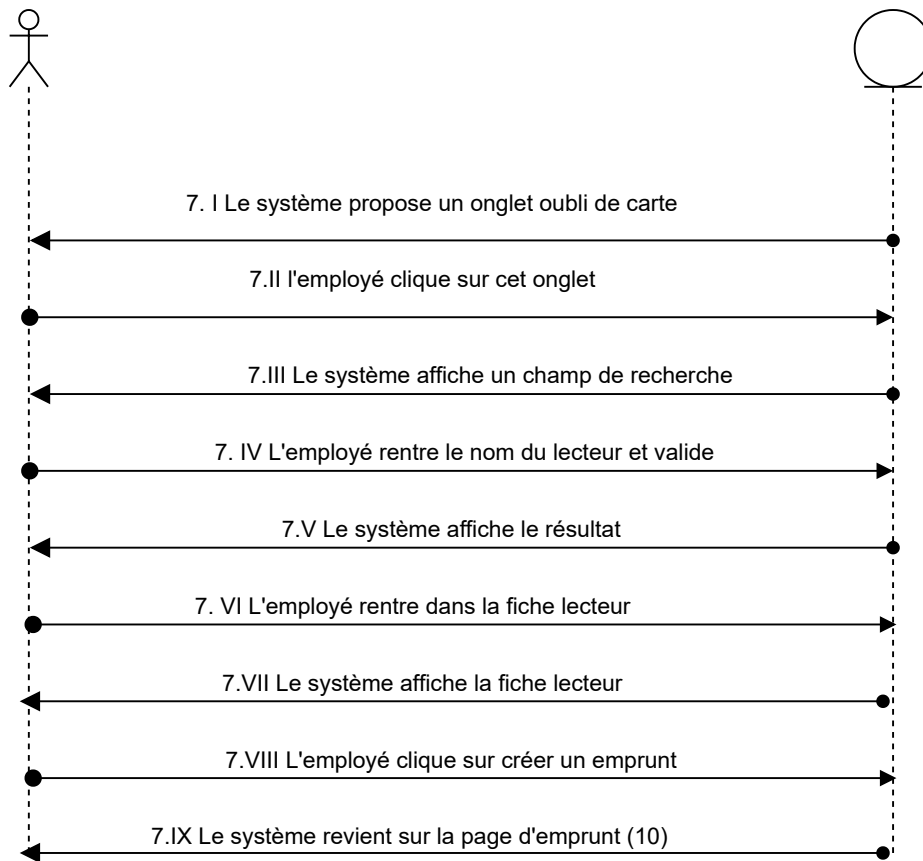 7. I Le système propose un onglet oubli de carte
7.II l'employé clique sur cet onglet
7.III Le système affiche un champ de recherche
7. IV L'employé rentre le nom du lecteur et valide
7.V Le système affiche le résultat
7. VI L'employé rentre dans la fiche lecteur
7.VII Le système affiche la fiche lecteur
7.VIII L'employé clique sur créer un emprunt
7.IX Le système revient sur la page d'emprunt (10)